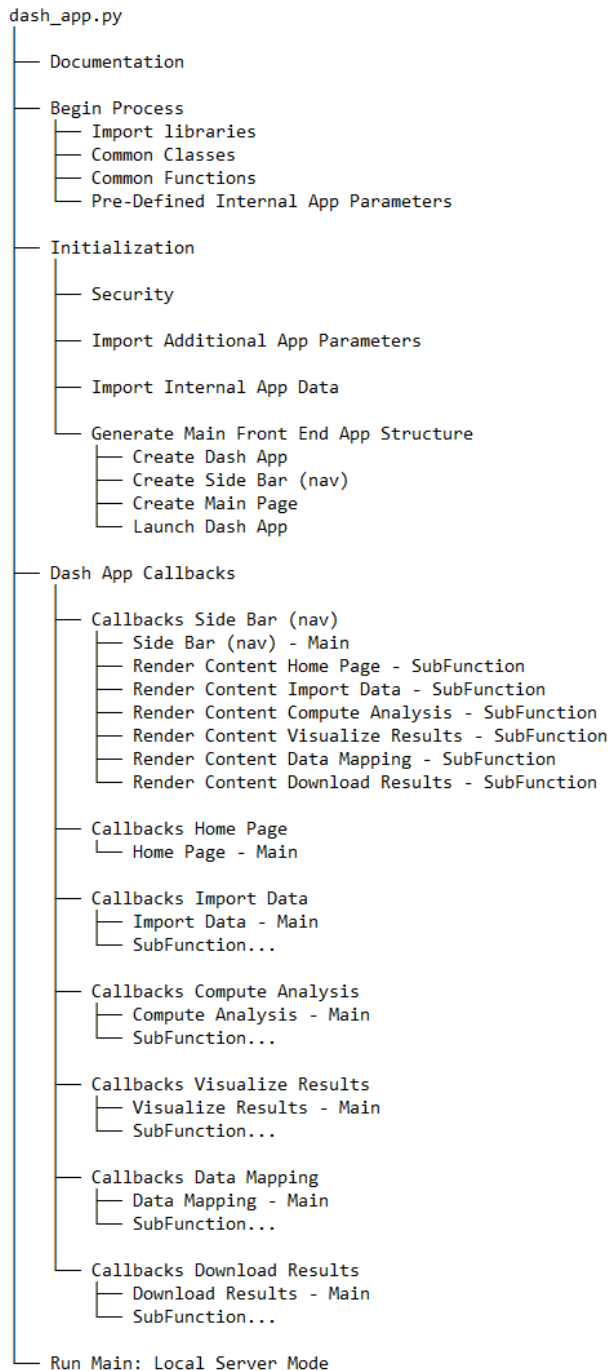 dash_app.py
Documentation
Begin Process
Import libraries
Common Classes
Common Functions
Pre-Defined Internal App Parameters
Initialization
Security
Import Additional App Parameters
Import Internal App Data
Generate Main Front End App Structure
Create Dash App
Create Side Bar (nav)
Create Main Page
Launch Dash App
Dash App Callbacks
Callbacks Side Bar (nav)
Side Bar (nav) - Main
Render Content Home Page - SubFunction
Render Content Import Data - SubFunction
Render Content Compute Analysis - SubFunction
Render Content Visualize Results - SubFunction
Render Content Data Mapping - SubFunction
Render Content Download Results - SubFunction
Callbacks Home Page
Home Page - Main
Callbacks Import Data
Import Data - Main
SubFunction...
Callbacks Compute Analysis
Compute Analysis - Main
SubFunction...
Callbacks Visualize Results
Visualize Results - Main
SubFunction...
Callbacks Data Mapping
Data Mapping - Main
SubFunction...
Callbacks Download Results
Download Results - Main
SubFunction...
Run Main: Local Server Mode